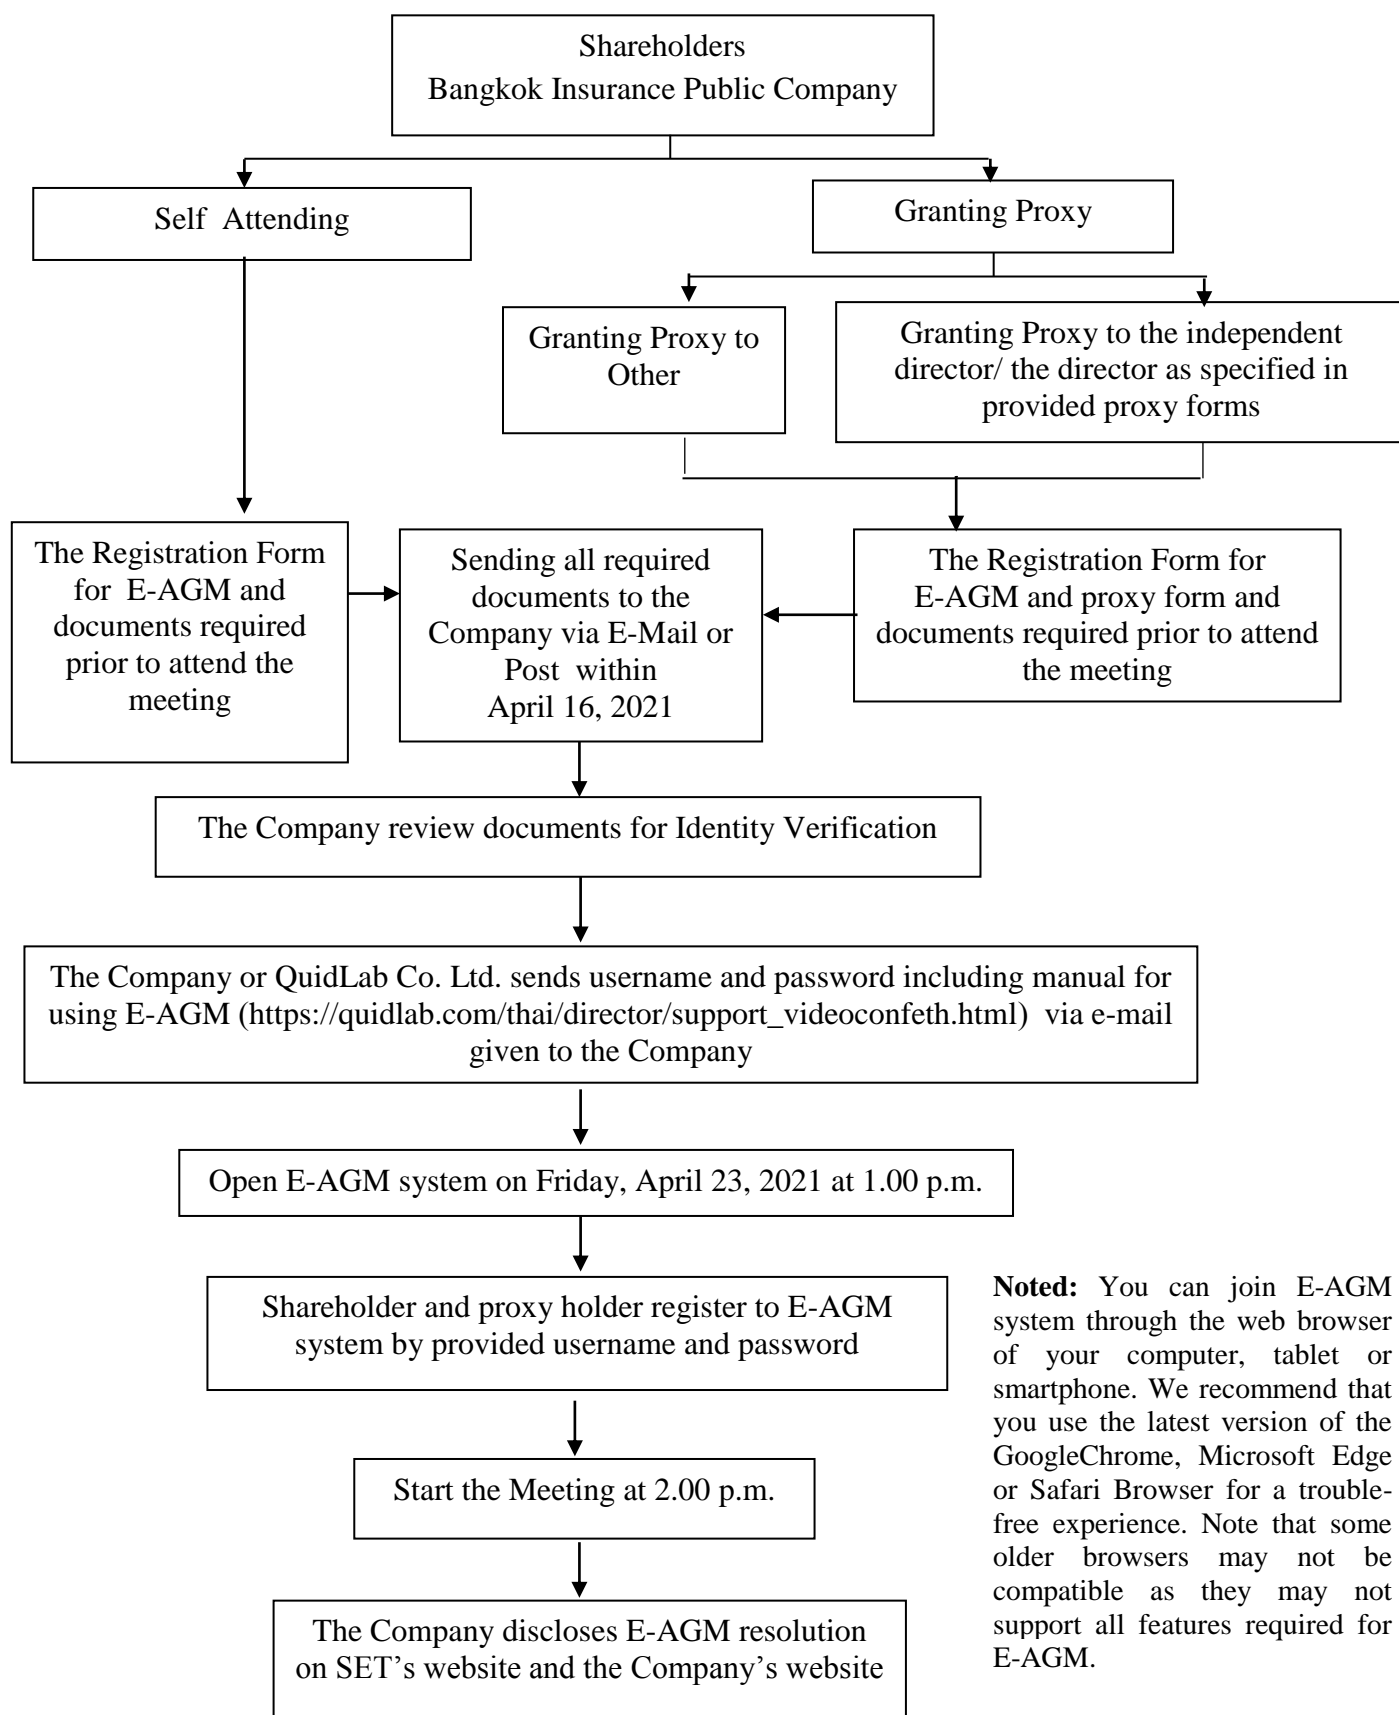 Shareholders
Bangkok Insurance Public Company
Self Attending
Granting Proxy
Granting Proxy to
Other
Granting Proxy to the independent
director/ the director as specified in
provided proxy forms
The Registration Form
for E-AGM and
documents required
prior to attend the
meeting
Sending all required
documents to the
Company via E-Mail or
Post within
April 16, 2021
The Registration Form for
E-AGM and proxy form and
documents required prior to attend
the meeting
The Company review documents for Identity Verification
The Company or QuidLab Co. Ltd. sends username and password including manual for
using E-AGM (https://quidlab.com/thai/director/support_videoconfeth.html) via e-mail
given to the Company
Open E-AGM system on Friday, April 23, 2021 at 1.00 p.m.
Shareholder and proxy holder register to E-AGM
system by provided username and password
Start the Meeting at 2.00 p.m.
The Company discloses E-AGM resolution
on SET’s website and the Company’s website
Noted: You can join E-AGM
system through the web browser
of your computer, tablet or
smartphone. We recommend that
you use the latest version of the
GoogleChrome, Microsoft Edge
or Safari Browser for a trouble-
free experience. Note that some
older browsers may not be
compatible as they may not
support all features required for
E-AGM.